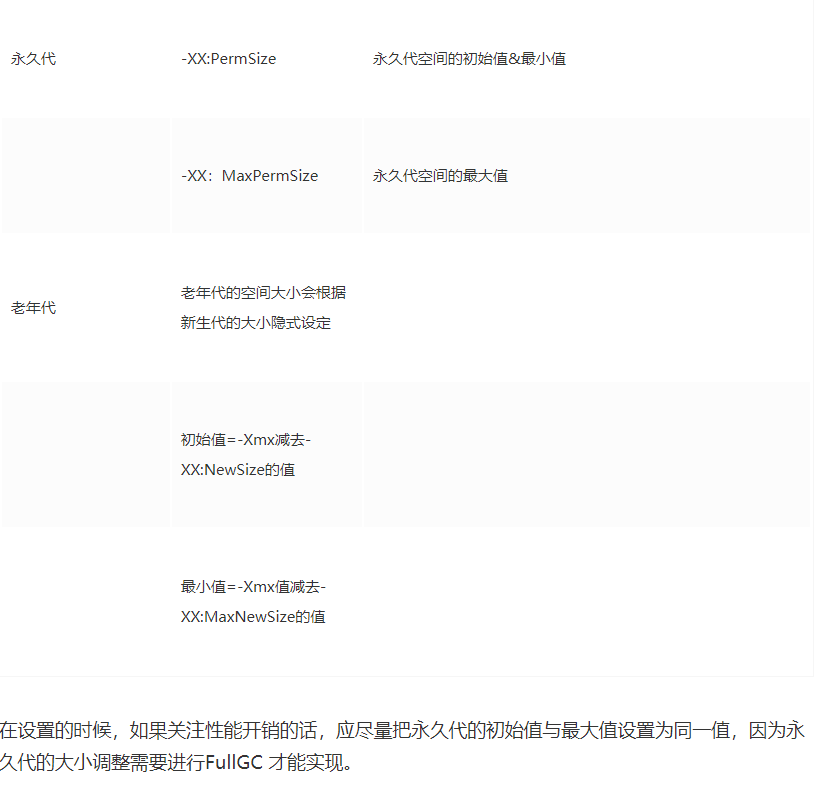 永久代 -XX:PermSize 永久代空间的初始值&最小值
-XX：MaxPermSize 永久代空间的最大值
老年代
老年代的空间大小会根据
新生代的大小隐式设定
初始值=-Xmx减去-
XX:NewSize的值
最小值=-Xmx值减去-
XX:MaxNewSize的值
在设置的时候，如果关注性能开销的话，应尽量把永久代的初始值与最大值设置为同一值，因为永
久代的大小调整需要进行FullGC 才能实现。